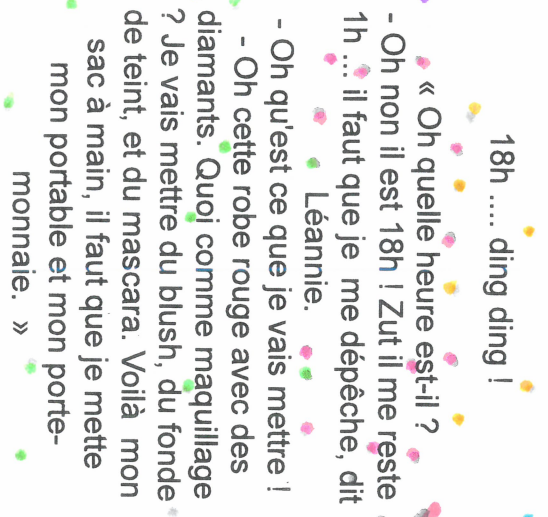 18h .... ding ding !
« Oh quelle heure est-il ?
- Oh non il est 18h ! Zut il me reste
1h ... il faut que je  me dépêche, dit
Léannie.
- Oh qu'est ce que je vais mettre !
- Oh cette robe rouge avec des
diamants. Quoi comme maquillage
? Je vais mettre du blush, du fonde
de teint, et du mascara. Voilà  mon
sac à main, il faut que je mette
mon portable et mon porte-
monnaie.  »